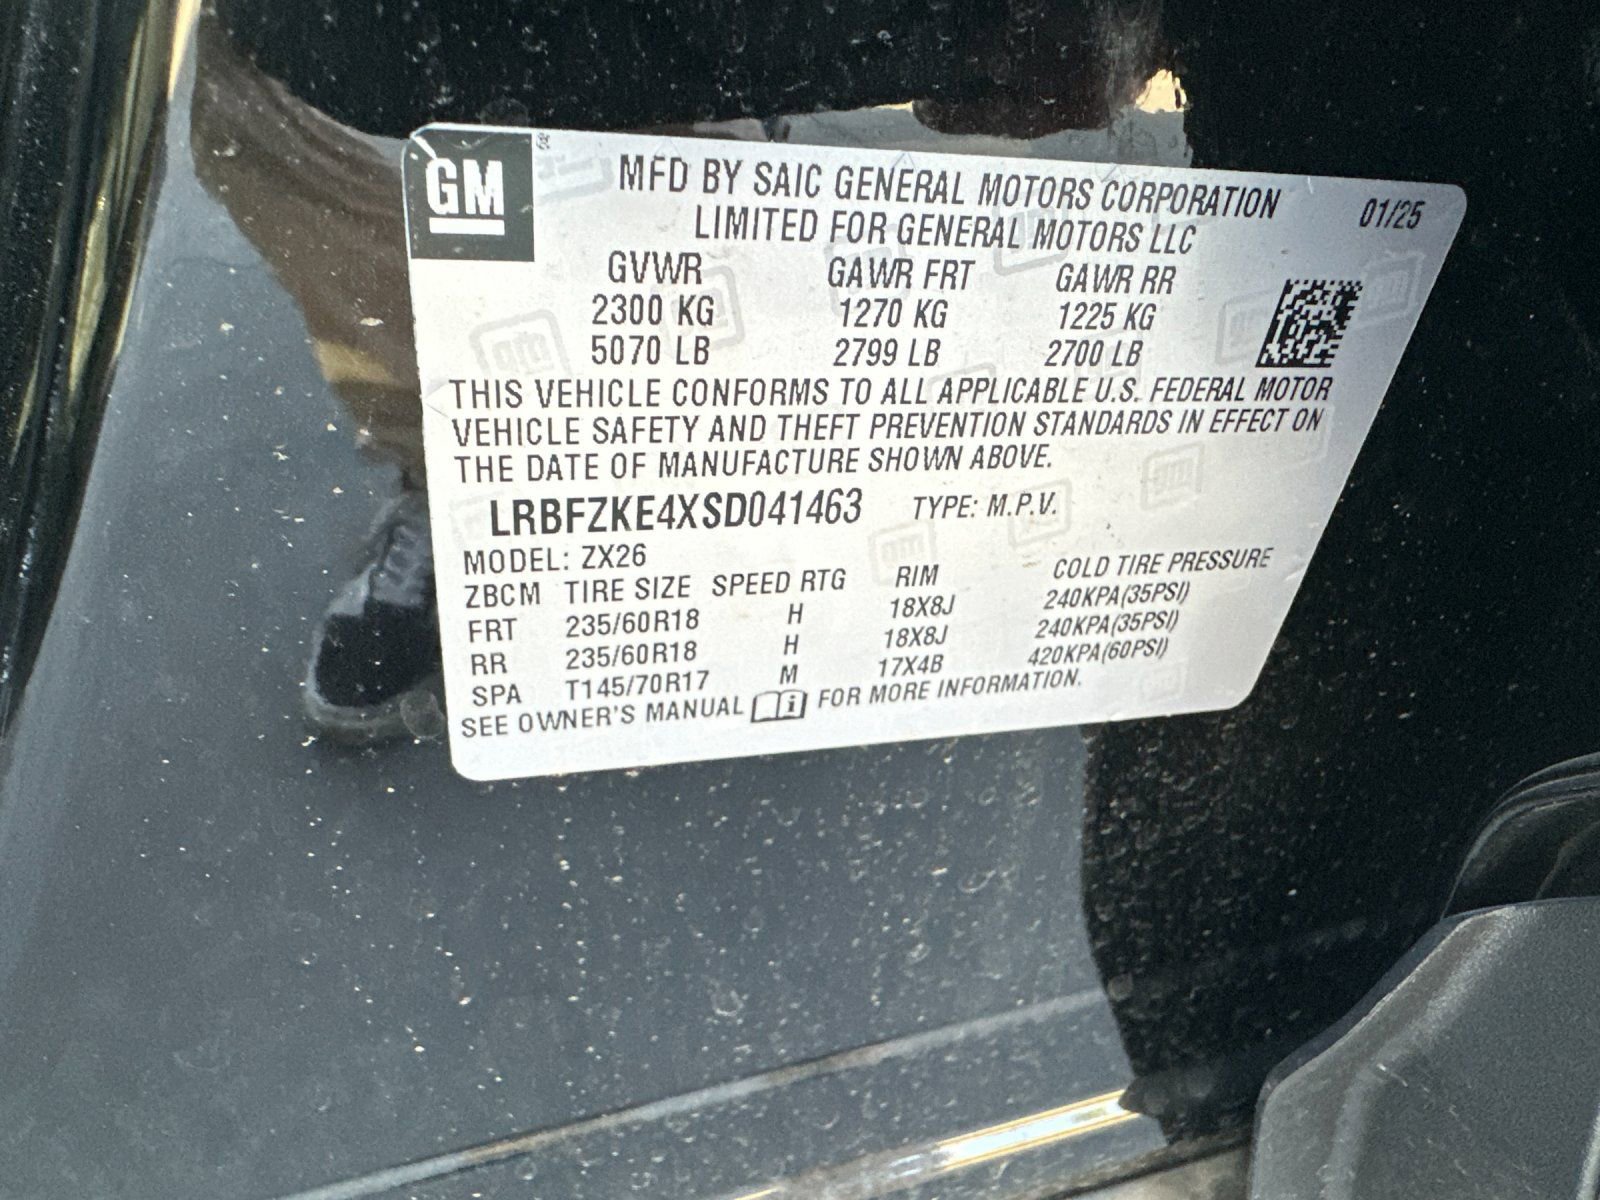 GM
MFD BY SAIC GENERAL MOTORS CORPORATION 01/25
LIMITED FOR GENERAL MOTORS LLC
GVWR GAWR FRT GAWR RR
2300 KG 1270 KG 1225 KG
5070 LB 2799 LB 2700 LB
THIS VEHICLE CONFORMS TO ALL APPLICABLE U.S. FEDERAL MOTOR
VEHICLE SAFETY AND THEFT PREVENTION STANDARDS IN EFFECT ON
THE DATE OF MANUFACTURE SHOWN ABOVE.
LRBFZKE4XSD041463 TYPE: M.P.V.
MODEL: ZX26
ZBCM TIRE SIZE SPEED RTG RIM COLD TIRE PRESSURE
FRT 235/60R18 H 18X8J 240KPA(35PSI)
RR 235/60R18 H 18X8J 240KPA(35PSI)
SPA T145/70R17 M 17X4B 420KPA(60PSI)
SEE OWNER'S MANUAL i FOR MORE INFORMATION.